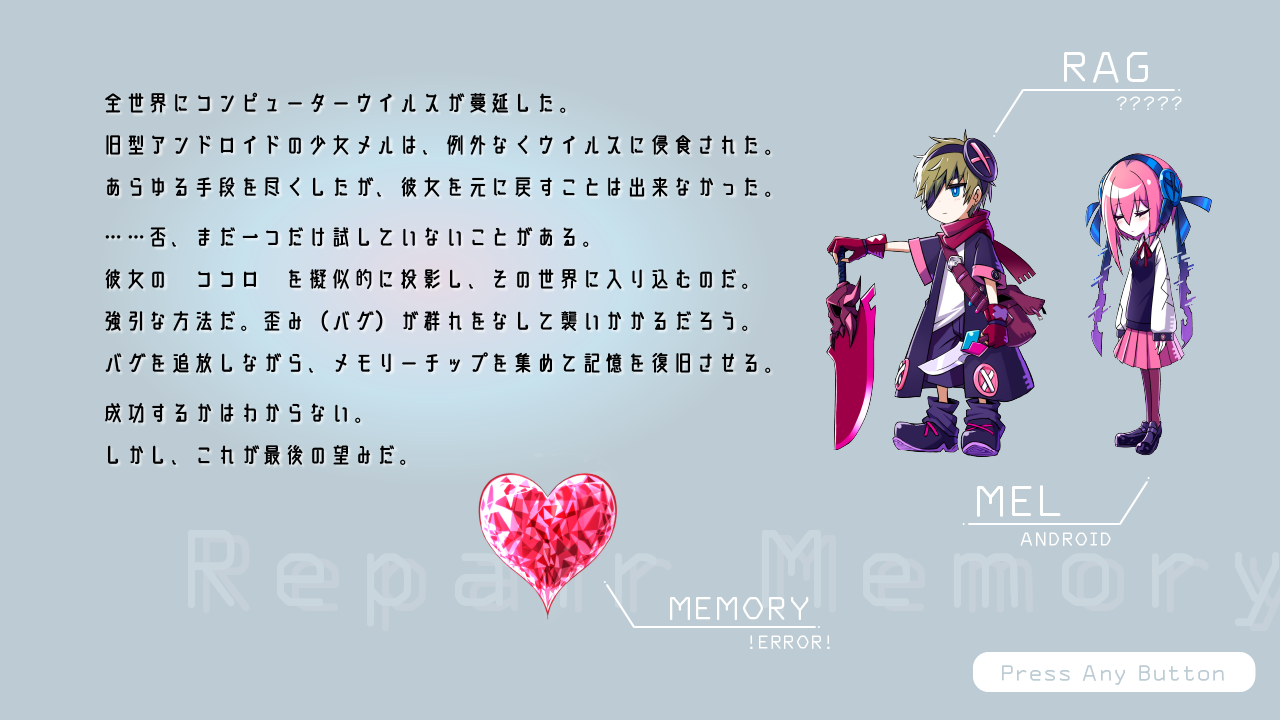 全世界にコンピューターウイルスが蔓延した。
旧型アンドロイドの少女メルは、例外なくウイルスに侵食された。
あらゆる手段を尽くしたが、彼女を元に戻すことは出来なかった。
……否、まだ一つだけ試していないことがある。
彼女の　ココロ　を擬似的に投影し、その世界に入り込むのだ。
強引な方法だ。歪み（バグ）が群れをなして襲いかかるだろう。
バグを追放しながら、メモリーチップを集めて記憶を復旧させる。
成功するかはわからない。
しかし、これが最後の望みだ。
RAG
?????
MEL
ANDROID
Repair Memory
MEMORY
!ERROR!
Press Any Button